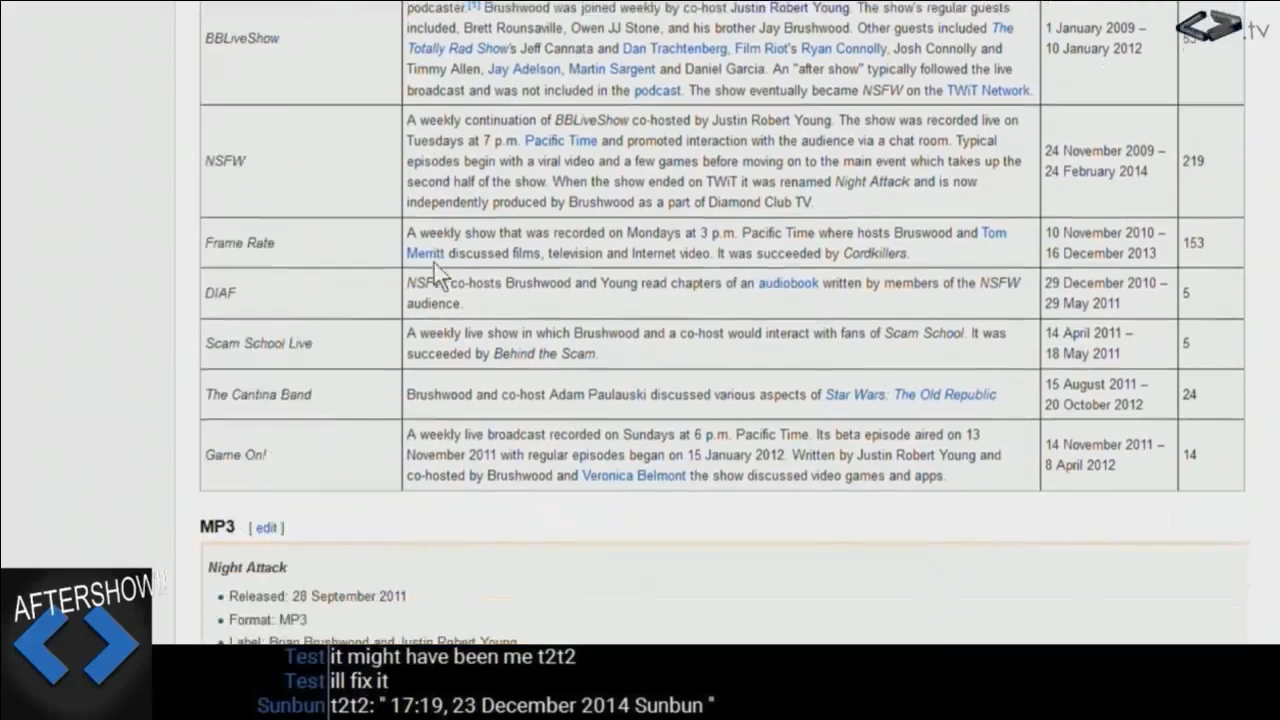 podcaster.[1] Brushwood was joined weekly by co-host Justin Robert Young. The show's regular guests
included, Brett Rounsaville, Owen JJ Stone, and his brother Jay Brushwood. Other guests included The
BBLiveShow
Totally Rad Show's Jeff Cannata and Dan Trachtenberg, Film Riot's Ryan Connolly, Josh Connolly and
Timmy Allen, Jay Adelson, Martin Sargent and Daniel Garcia. An "after show" typically followed the live
broadcast and was not included in the podcast. The show eventually became NSFW on the TWiT Network.
1 January 2009 –
10 January 2012
.tv
NSFW
A weekly continuation of BBLiveShow co-hosted by Justin Robert Young. The show was recorded live on
Tuesdays at 7 p.m. Pacific Time and promoted interaction with the audience via a chat room. Typical
episodes begin with a viral video and a few games before moving on to the main event which takes up the
second half of the show. When the show ended on TWiT it was renamed Night Attack and is now
independently produced by Brushwood as a part of Diamond Club TV.
24 November 2009 –
24 February 2014
219
Frame Rate
A weekly show that was recorded on Mondays at 3 p.m. Pacific Time where hosts Bruswood and Tom
Merritt discussed films, television and Internet video. It was succeeded by Cordkillers.
10 November 2010 –
16 December 2013
153
DIAF
NSFW co-hosts Brushwood and Young read chapters of an audiobook written by members of the NSFW
audience.
29 December 2010 –
29 May 2011
5
Scam School Live
A weekly live show in which Brushwood and a co-host would interact with fans of Scam School. It was
succeeded by Behind the Scam.
14 April 2011 –
18 May 2011
5
The Cantina Band
Brushwood and co-host Adam Paulauski discussed various aspects of Star Wars: The Old Republic
15 August 2011 –
20 October 2012
24
Game On!
A weekly live broadcast recorded on Sundays at 6 p.m. Pacific Time. Its beta episode aired on 13
November 2011 with regular episodes began on 15 January 2012. Written by Justin Robert Young and
co-hosted by Brushwood and Veronica Belmont the show discussed video games and apps.
14 November 2011 –
8 April 2012
14
MP3 [ edit ]
Night Attack
• Released: 28 September 2011
• Format: MP3
• Label: Brian Brushwood and Justin Robert Young
AFTERSHOW
Test it might have been me t2t2
Test ill fix it
Sunbun t2t2: " 17:19, 23 December 2014 Sunbun "